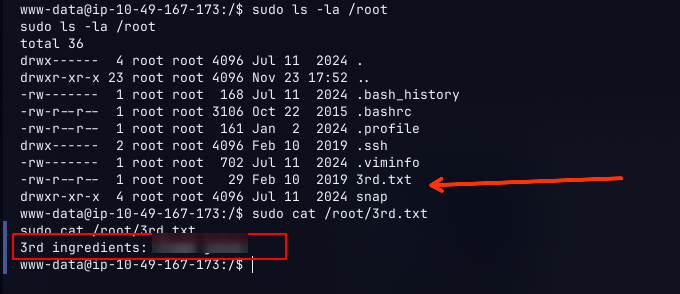 www-data@ip-10-49-167-173:/$ sudo ls -la /root
sudo ls -la /root
total 36
drwx------  4 root root 4096 Jul 11  2024 .
drwxr-xr-x 23 root root 4096 Nov 23 17:52 ..
-rw-------  1 root root  168 Jul 11  2024 .bash_history
-rw-r--r--  1 root root 3106 Oct 22  2015 .bashrc
-rw-r--r--  1 root root  161 Jan  2  2024 .profile
drwx------  2 root root 4096 Feb 10  2019 .ssh
-rw-------  1 root root  702 Jul 11  2024 .viminfo
-rw-r--r--  1 root root   29 Feb 10  2019 3rd.txt
drwxr-xr-x  4 root root 4096 Jul 11  2024 snap
www-data@ip-10-49-167-173:/$ sudo cat /root/3rd.txt
sudo cat /root/3rd.txt
3rd ingredients:
www-data@ip-10-49-167-173:/$